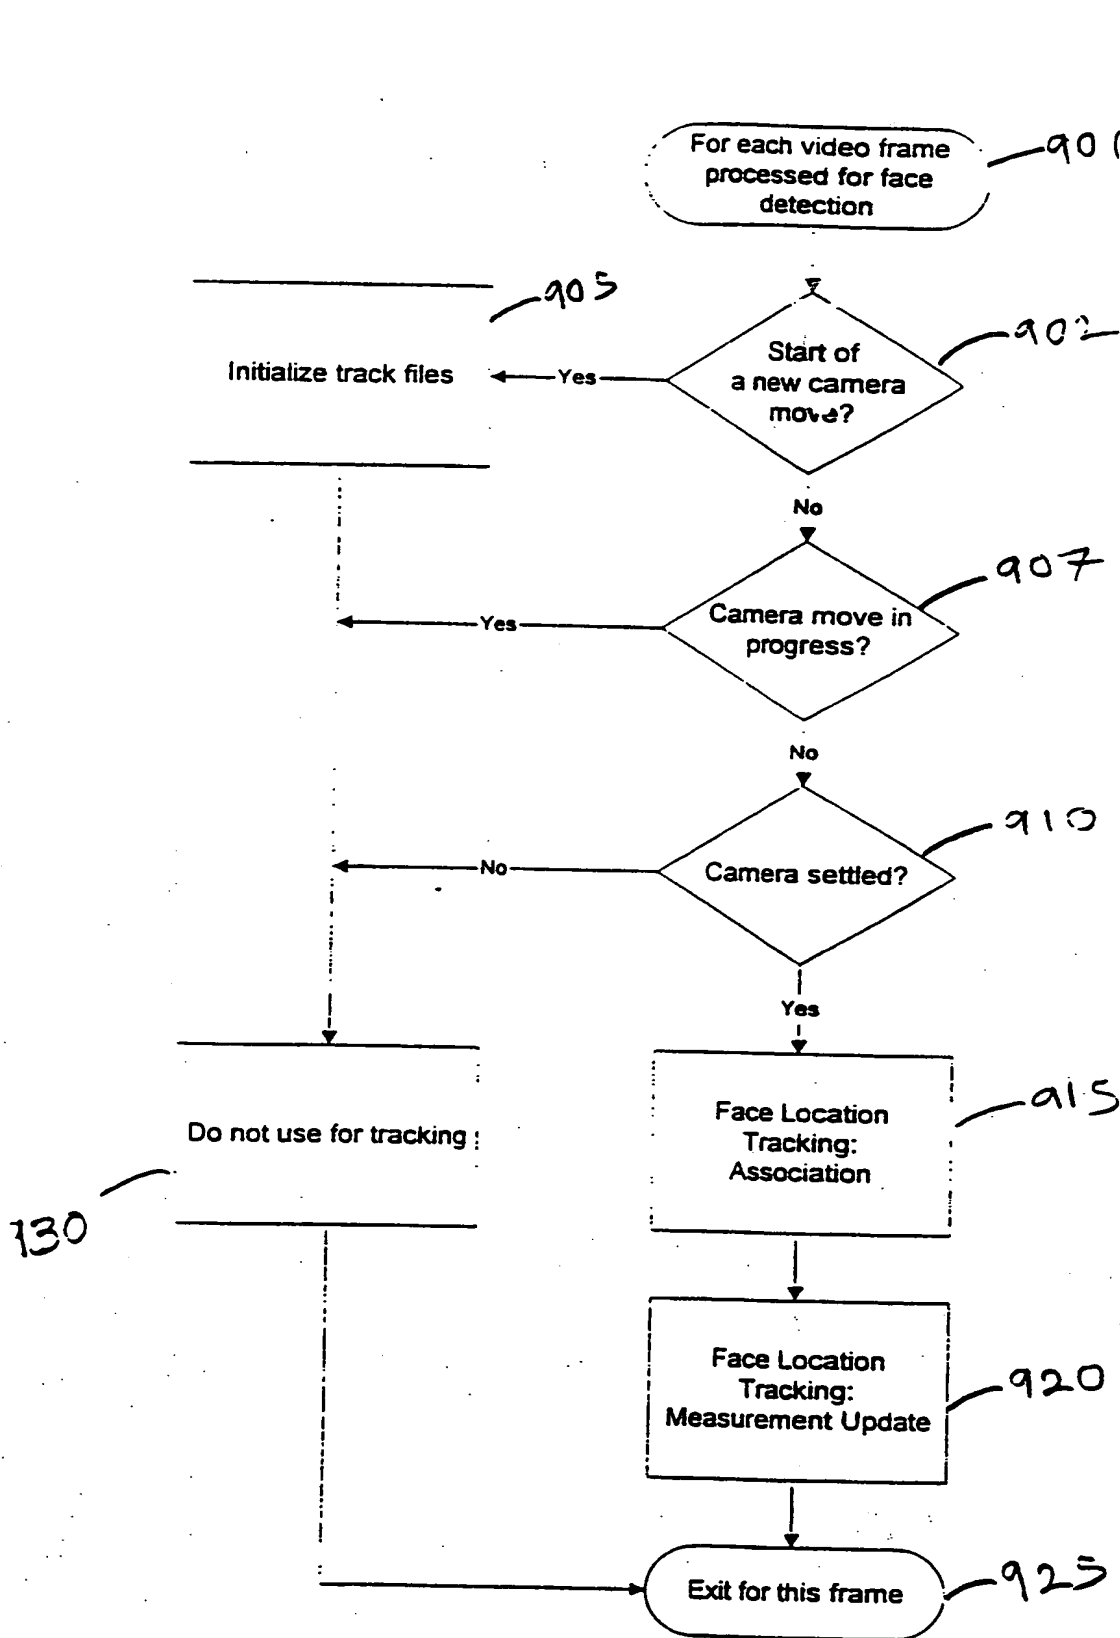 For each video frame
processed for face
detection
905
902
Start of
a new camera
move?
Yes
Initialize track files
No
907
Camera move in
progress?
Yes
No
910
Camera settled?
No
Yes
915
Face Location
Tracking:
Association
Do not use for tracking
130
920
Face Location
Tracking:
Measurement Update
925
Exit for this frame